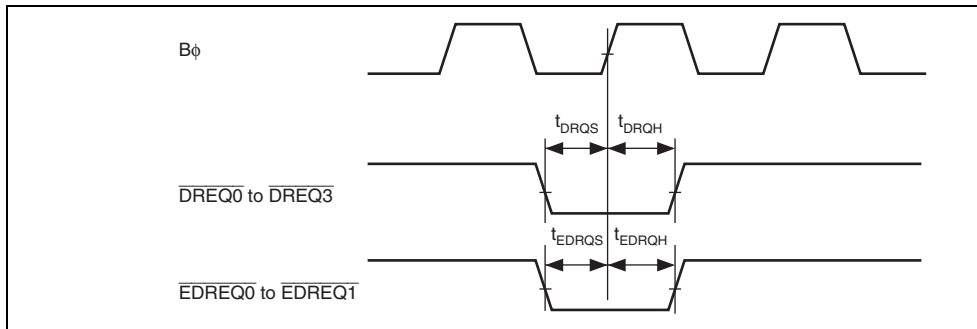 Bϕ
tDRQS tDRQH
DREQ0 to DREQ3
tEDRQS tEDRQH
EDREQ0 to EDREQ1